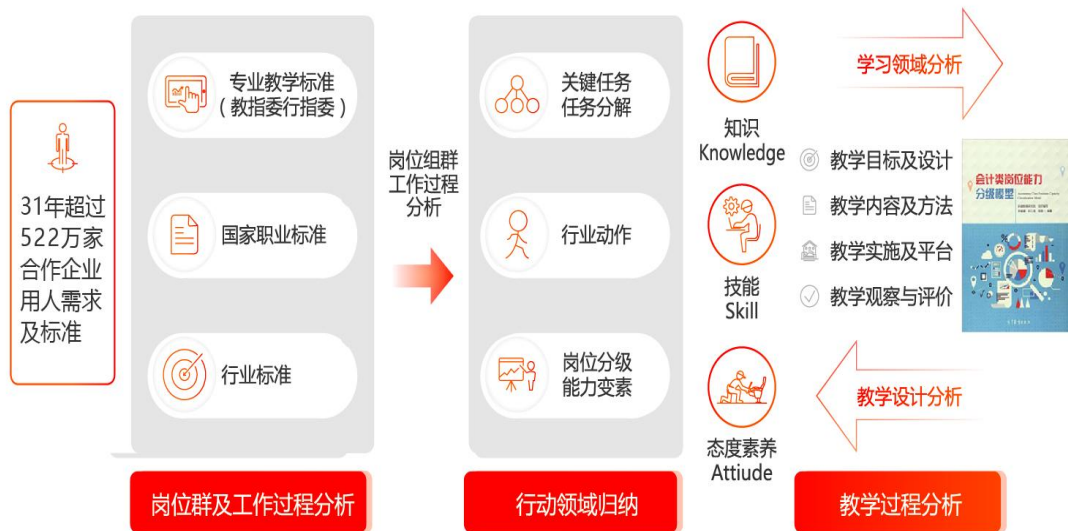 31年超过
522万家
合作企业
用人需求
及标准
专业教学标准
（教指委行指委）
国家职业标准
行业标准
岗位群及工作过程分析
岗位组群
工作过程
分析
关键任务
任务分解
行业动作
岗位分级
能力变素
行动领域归纳
知识
Knowledge
技能
Skill
态度素养
Attiude
学习领域分析
教学目标及设计
教学内容及方法
教学实施及平台
教学观察与评价
会计类岗位能力
分级模型
教学设计分析
教学过程分析